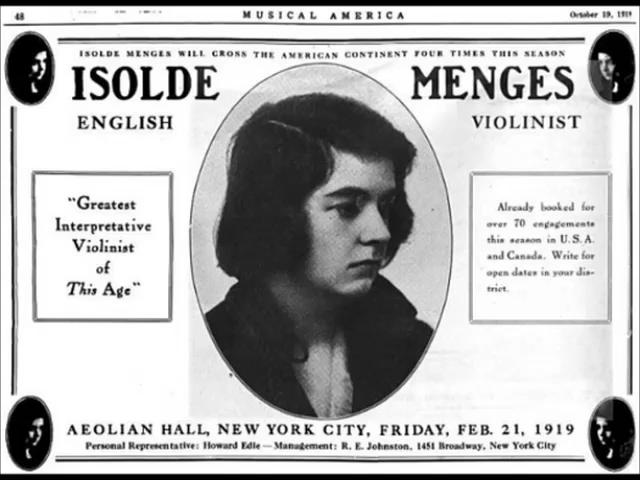 48
MUSICAL AMERICA
October 19, 1919
ISOLDE MENGES WILL CROSS THE AMERICAN CONTINENT FOUR TIMES THIS SEASON
ISOLDE MENGES
ENGLISH VIOLINIST
"Greatest
Interpretative
Violinist
of
This Age"
Already booked for
over 70 engagements
this season in U. S. A.
and Canada. Write for
open dates in your dis-
trict.
AEOLIAN HALL, NEW YORK CITY, FRIDAY, FEB. 21, 1919
Personal Representative: Howard Edie — Management: R. E. Johnston, 1451 Broadway, New York City